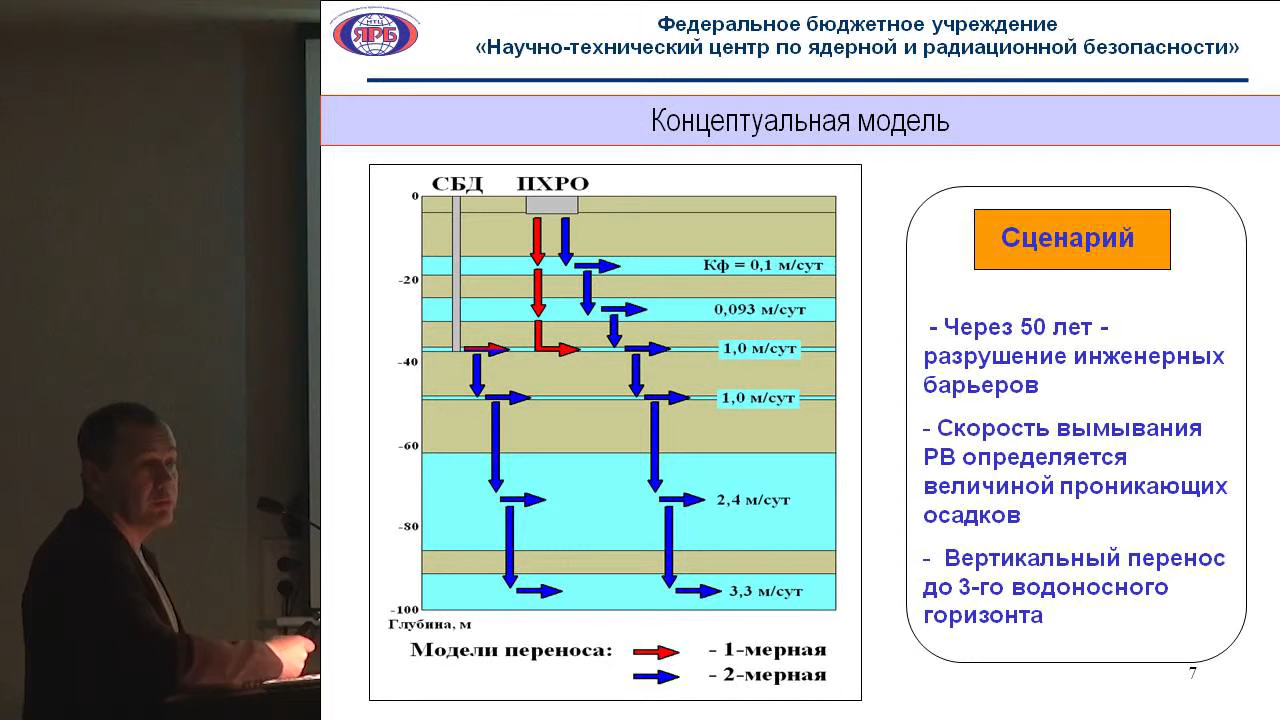 НТЦ
ЯРБ
Федеральное бюджетное учреждение
«Научно-технический центр по ядерной и радиационной безопасности»
Концептуальная модель
СБД ПХРО
0
Кф = 0,1 м/сут
-20
0,093 м/сут
1,0 м/сут
-40
1,0 м/сут
-60
2,4 м/сут
-80
3,3 м/сут
-100
Глубина, м
Модели переноса:
- 1-мерная
- 2-мерная
Сценарий
- Через 50 лет -
разрушение инженерных
барьеров
- Скорость вымывания
РВ определяется
величиной проникающих
осадков
- Вертикальный перенос
до 3-го водоносного
горизонта
7